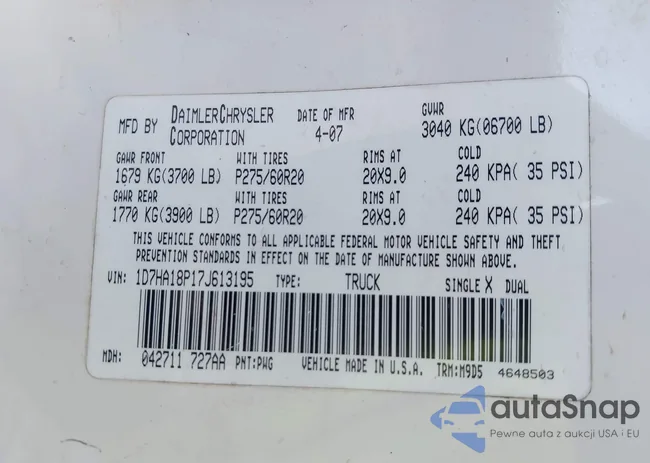 MFD BY DAIMLERCHRYSLER CORPORATION DATE OF MFR 4-07 GVWR 3040 KG(06700 LB)
GAWR FRONT WITH TIRES RIMS AT COLD
1679 KG(3700 LB) P275/60R20 20X9.0 240 KPA( 35 PSI)
GAWR REAR WITH TIRES RIMS AT COLD
1770 KG(3900 LB) P275/60R20 20X9.0 240 KPA( 35 PSI)
THIS VEHICLE CONFORMS TO ALL APPLICABLE FEDERAL MOTOR VEHICLE SAFETY AND THEFT
PREVENTION STANDARDS IN EFFECT ON THE DATE OF MANUFACTURE SHOWN ABOVE.
VIN: 1D7HA18P17J613195 TYPE: TRUCK SINGLE X DUAL
MDH: 042711 727AA PNT:PWG VEHICLE MADE IN U.S.A. TRM:M9D5 4648503
autaSnap
Pewne auta z aukcji USA i EU